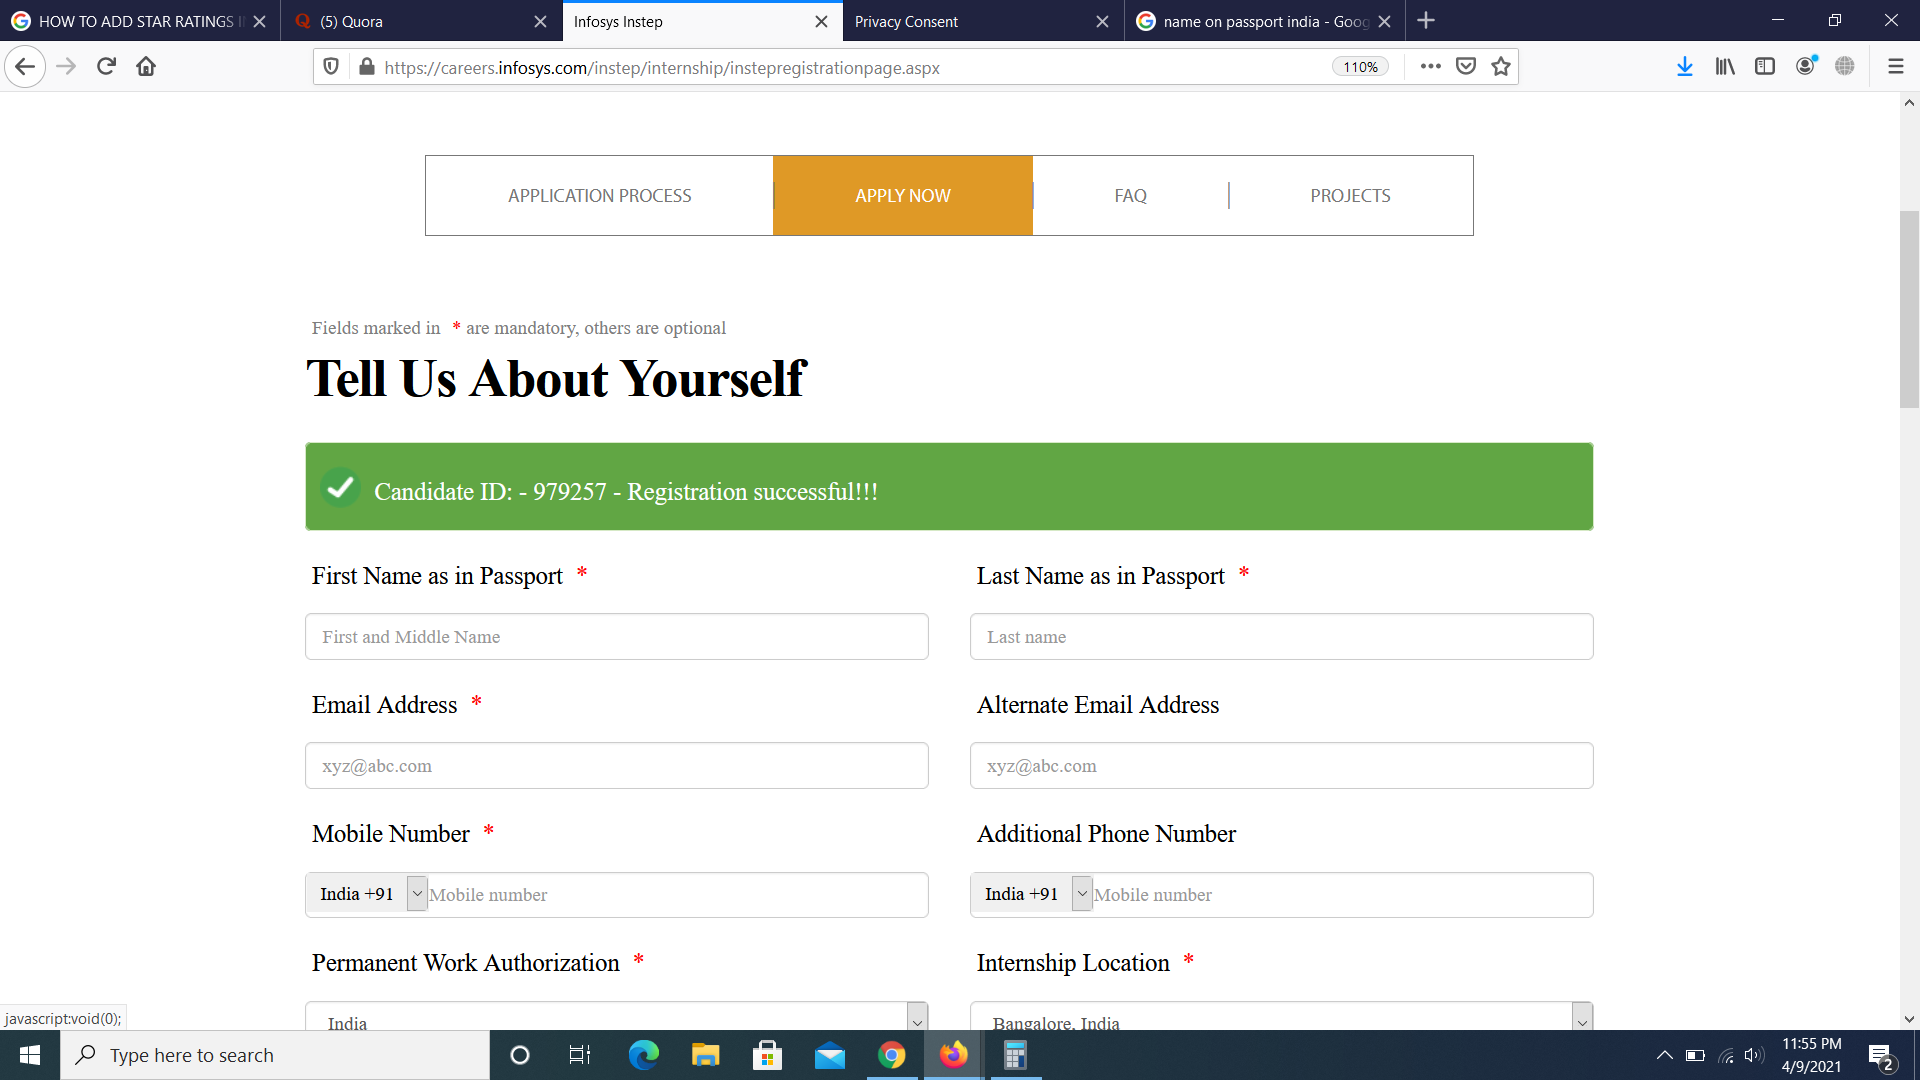 HOW TO ADD STAR RATINGS I
(5) Quora
Infosys Instep
Privacy Consent
name on passport india - Goog
https://careers.infosys.com/instep/internship/instepregistrationpage.aspx
110%
APPLICATION PROCESS
APPLY NOW
FAQ
PROJECTS
Fields marked in * are mandatory, others are optional
Tell Us About Yourself
Candidate ID: - 979257 - Registration successful!!!
First Name as in Passport *
Last Name as in Passport *
First and Middle Name
Last name
Email Address *
Alternate Email Address
xyz@abc.com
xyz@abc.com
Mobile Number *
Additional Phone Number
India +91
Mobile number
India +91
Mobile number
Permanent Work Authorization *
Internship Location *
India
Bangalore, India
javascript:void(0);
Type here to search
11:55 PM
4/9/2021
2